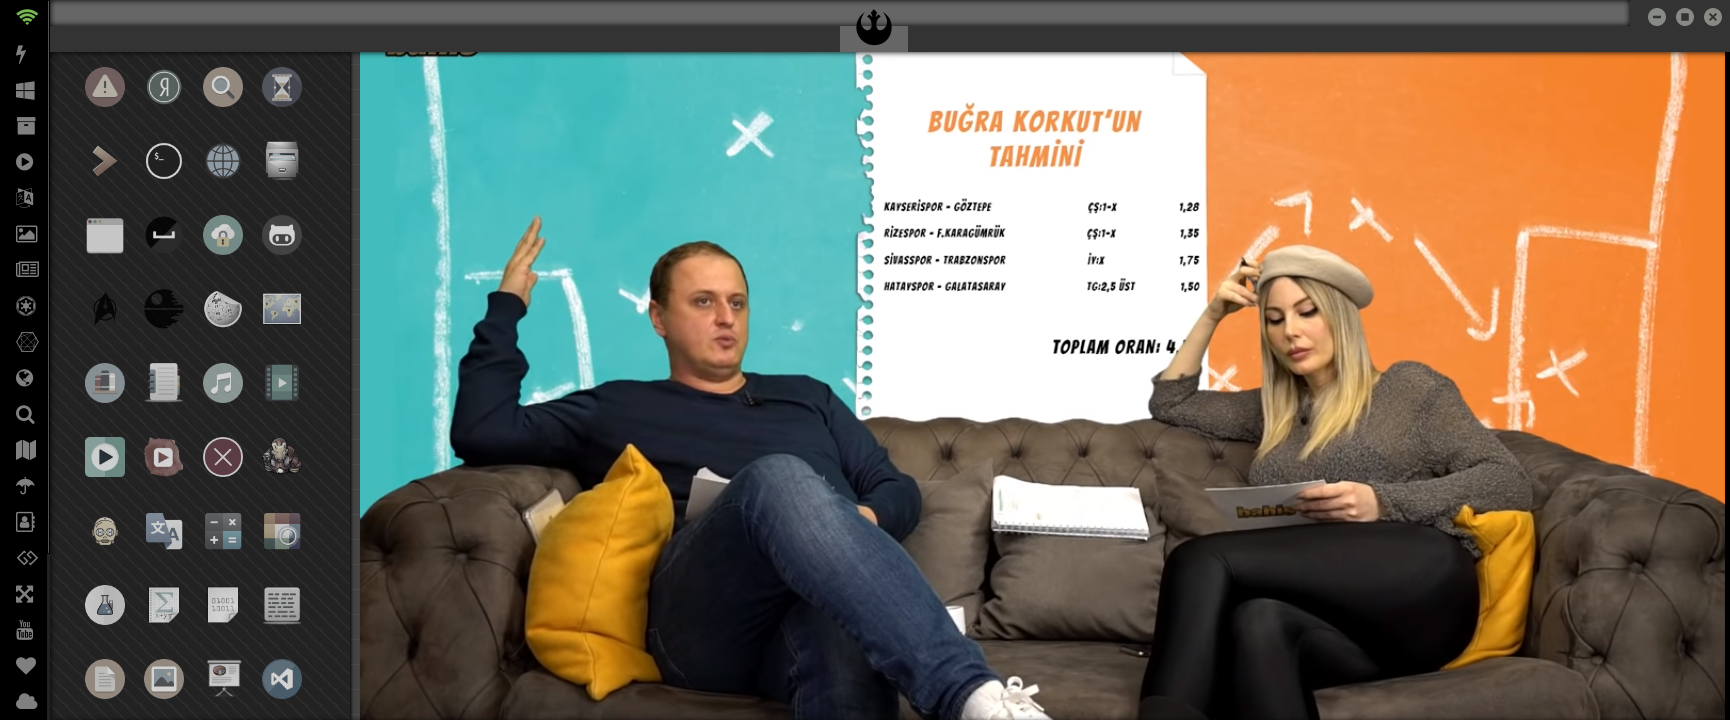 BUĞRA KORKUT'UN
TAHMİNİ
KAYSERİSPOR - GÖZTEPE ÇŞ:1-X 1,28
RİZESPOR - F.KARAGÜMRÜK ÇŞ:1-X 1,35
SİVASSPOR - TRABZONSPOR İY:X 1,75
HATAYSPOR - GALATASARAY TG:2,5 ÜST 1,50
TOPLAM ORAN: 4,
bahis
$_
Я
文A
Σ
x+y
01001
10011
You
Tube